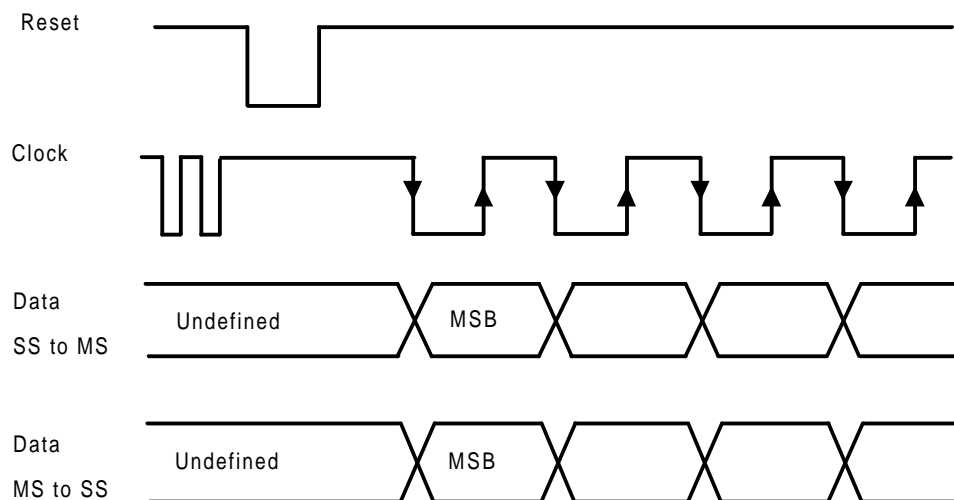 Reset
Clock
Data
SS to MS
Undefined
MSB
Data
MS to SS
Undefined
MSB